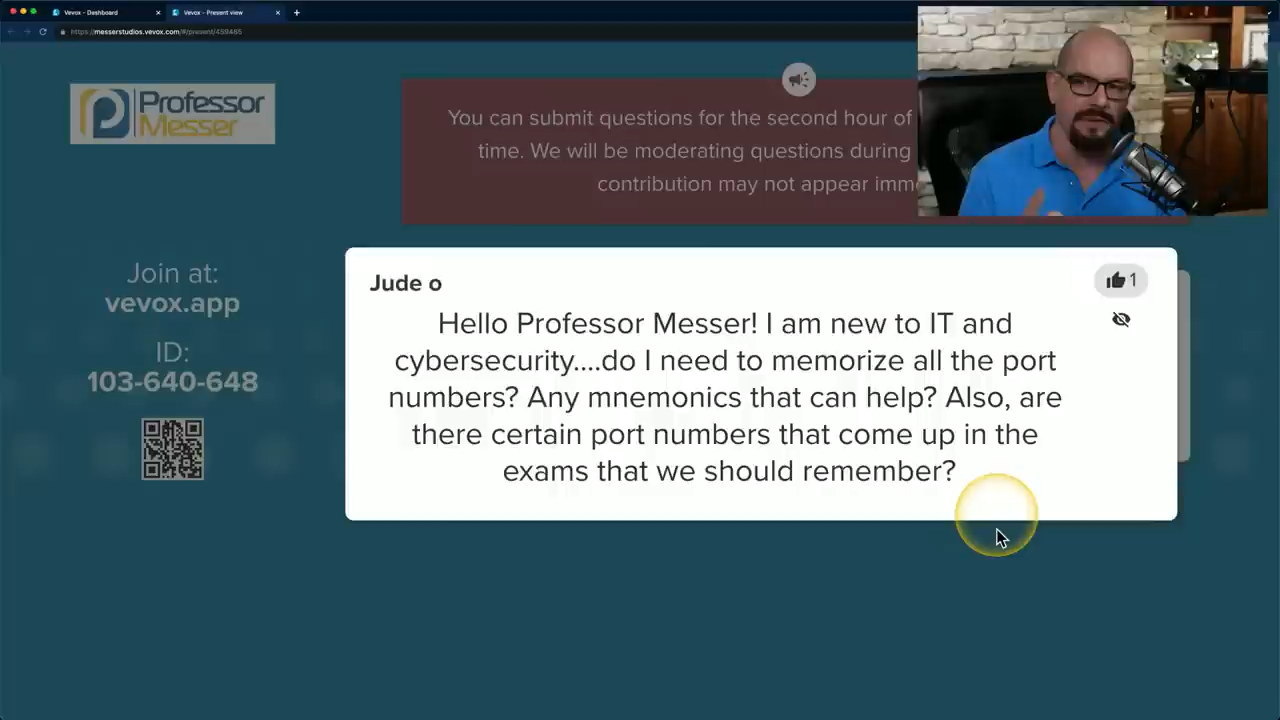 Vevox - Dashboard
Vevox - Present view
https://messerstudios.vevox.com/#/present/459465
Professor
Messer
You can submit questions for the second hour of
time. We will be moderating questions during
contribution may not appear imm
Join at:
vevox.app
ID:
103-640-648
Jude o
1
Hello Professor Messer! I am new to IT and
cybersecurity....do I need to memorize all the port
numbers? Any mnemonics that can help? Also, are
there certain port numbers that come up in the
exams that we should remember?